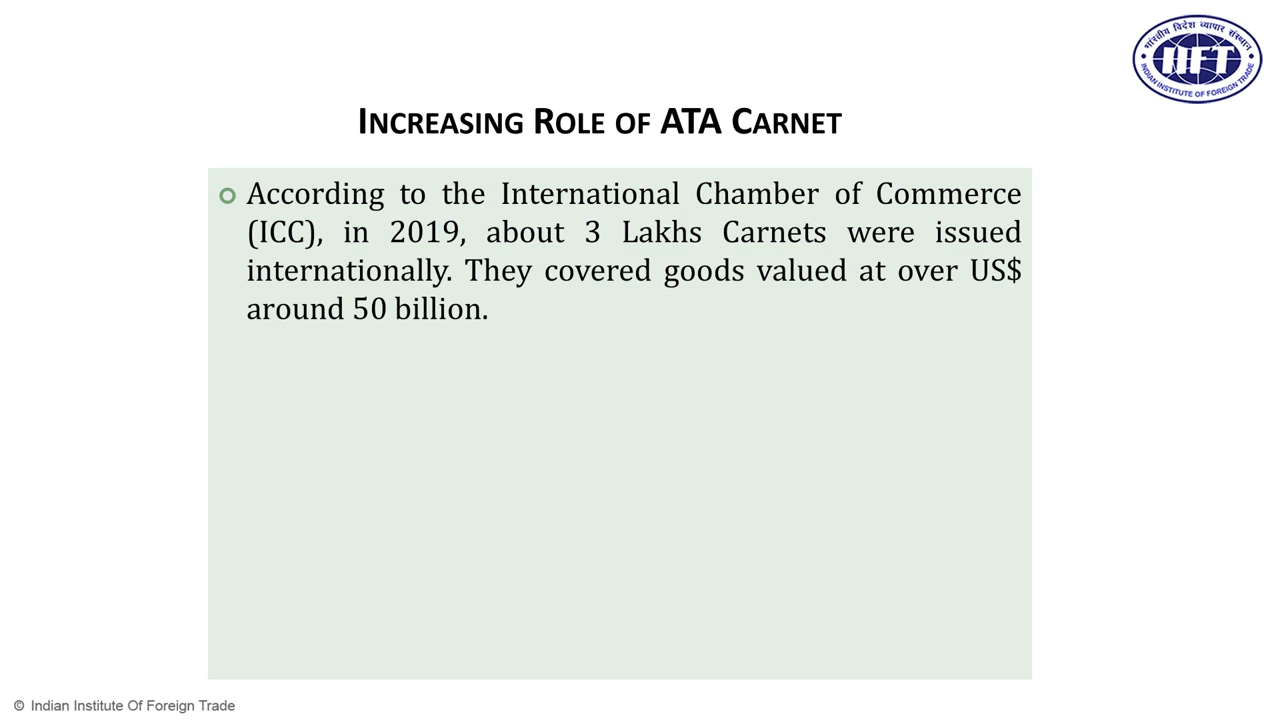 भारतीय विदेश व्यापार संस्थान
IIFT
INDIAN INSTITUTE OF FOREIGN TRADE
INCREASING ROLE OF ATA CARNET
According to the International Chamber of Commerce
(ICC), in 2019, about 3 Lakhs Carnets were issued
internationally. They covered goods valued at over US$
around 50 billion.
© Indian Institute Of Foreign Trade